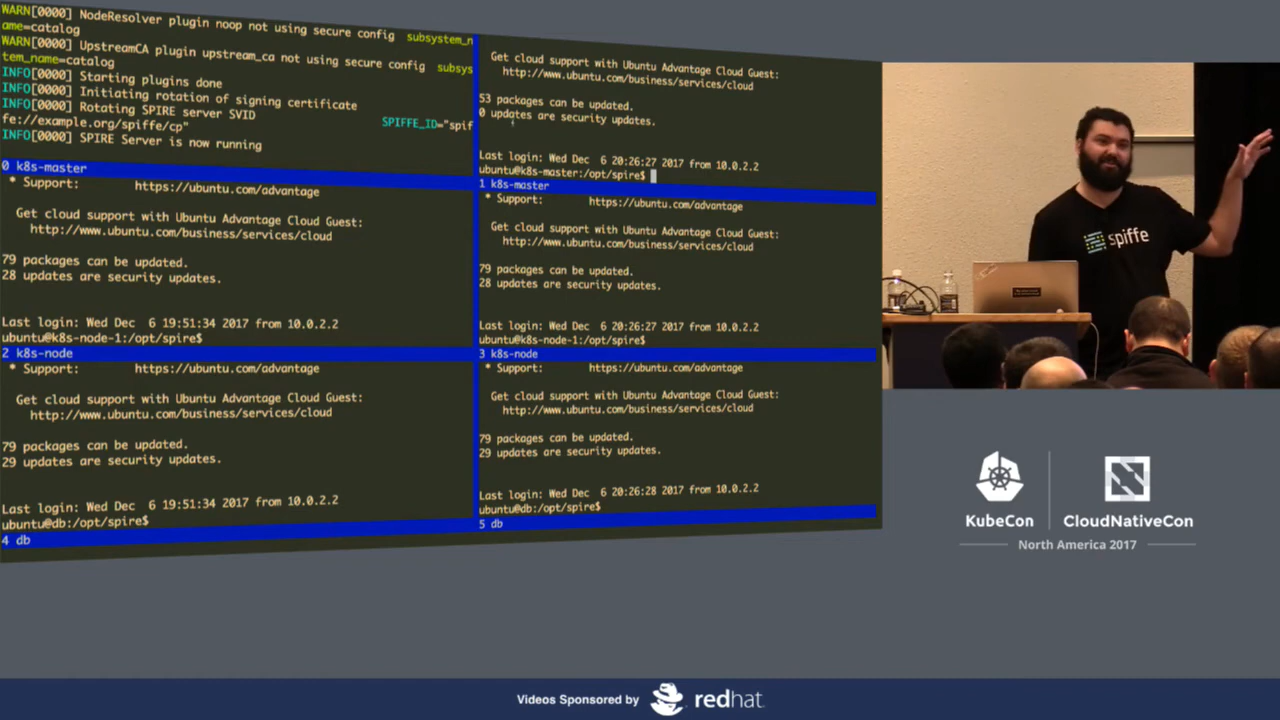 WARN[0000] NodeResolver plugin noop not using secure config subsystem_n
ame=catalog
WARN[0000] UpstreamCA plugin upstream_ca not using secure config subsys
tem_name=catalog
INFO[0000] Starting plugins done
INFO[0000] Initiating rotation of signing certificate
INFO[0000] Rotating SPIRE server SVID SPIFFE_ID="spif
fe://example.org/spiffe/cp"
INFO[0000] SPIRE Server is now running
0 k8s-master
Get cloud support with Ubuntu Advantage Cloud Guest:
http://www.ubuntu.com/business/services/cloud
53 packages can be updated.
0 updates are security updates.
Last login: Wed Dec 6 20:26:27 2017 from 10.0.2.2
ubuntu@k8s-master:/opt/spire$
1 k8s-master
* Support: https://ubuntu.com/advantage
Get cloud support with Ubuntu Advantage Cloud Guest:
http://www.ubuntu.com/business/services/cloud
79 packages can be updated.
28 updates are security updates.
Last login: Wed Dec 6 19:51:34 2017 from 10.0.2.2
ubuntu@k8s-node-1:/opt/spire$
2 k8s-node
* Support: https://ubuntu.com/advantage
Get cloud support with Ubuntu Advantage Cloud Guest:
http://www.ubuntu.com/business/services/cloud
79 packages can be updated.
28 updates are security updates.
Last login: Wed Dec 6 20:26:27 2017 from 10.0.2.2
ubuntu@k8s-node-1:/opt/spire$
3 k8s-node
* Support: https://ubuntu.com/advantage
Get cloud support with Ubuntu Advantage Cloud Guest:
http://www.ubuntu.com/business/services/cloud
79 packages can be updated.
29 updates are security updates.
Last login: Wed Dec 6 19:51:34 2017 from 10.0.2.2
ubuntu@db:/opt/spire$
4 db
* Support: https://ubuntu.com/advantage
Get cloud support with Ubuntu Advantage Cloud Guest:
http://www.ubuntu.com/business/services/cloud
79 packages can be updated.
29 updates are security updates.
Last login: Wed Dec 6 20:26:28 2017 from 10.0.2.2
ubuntu@db:/opt/spire$
5 db
spiffe
KubeCon
CloudNativeCon
North America 2017
Videos Sponsored by redhat